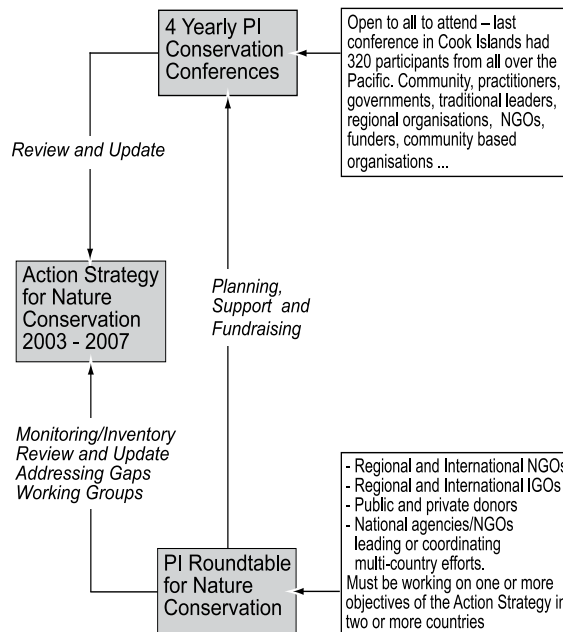 4 Yearly PI
Conservation
Conferences
Open to all to attend – last
conference in Cook Islands had
320 participants from all over the
Pacific. Community, practitioners,
governments, traditional leaders,
regional organisations, NGOs,
funders, community based
organisations ...
Review and Update
Action Strategy
for Nature
Conservation
2003 - 2007
Planning,
Support and
Fundraising
Monitoring/Inventory
Review and Update
Addressing Gaps
Working Groups
- Regional and International NGOs
- Regional and International IGOs
- Public and private donors
- National agencies/NGOs
leading or coordinating
multi-country efforts.
Must be working on one or more
objectives of the Action Strategy in
two or more countries
PI Roundtable
for Nature
Conservation